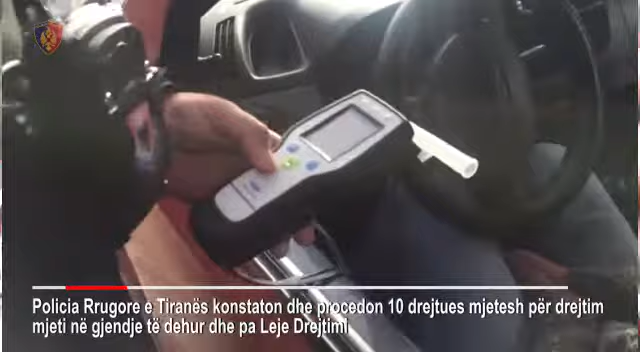 Policia Rrugore e Tiranës konstaton dhe procedon 10 drejtues mjetesh për drejtim
mjeti në gjendje të dehur dhe pa Leje Drejtimi